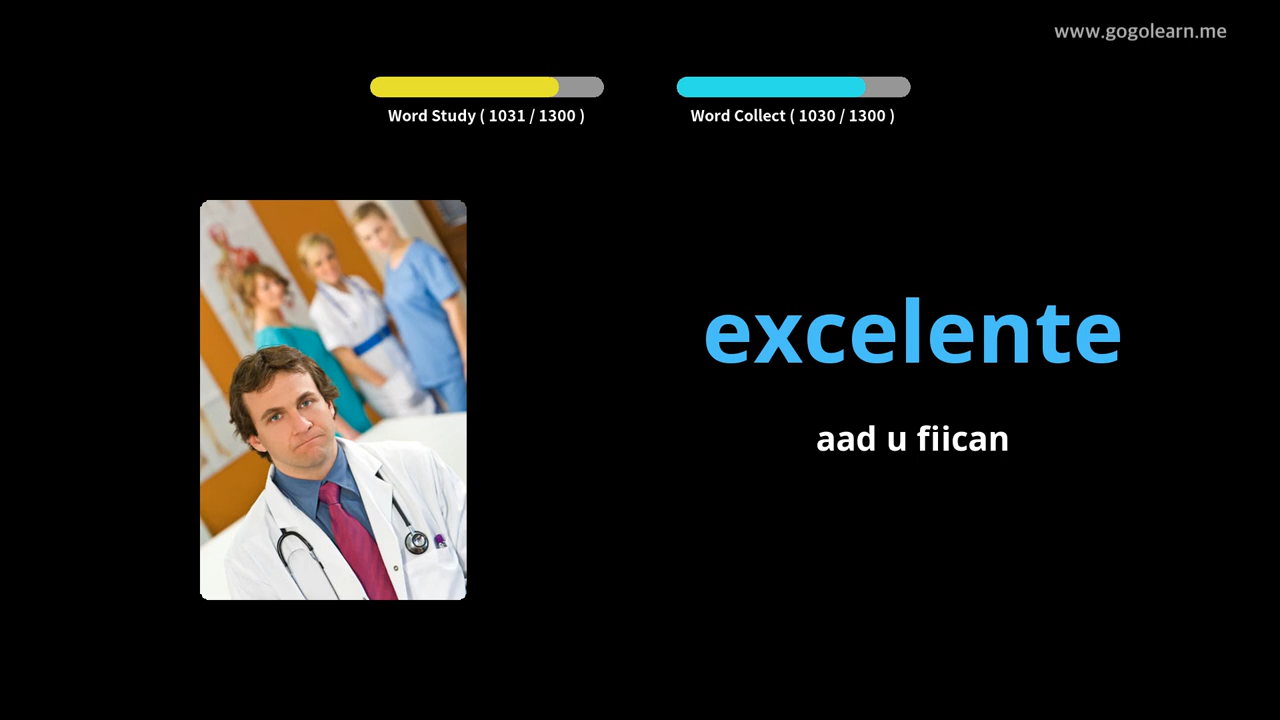 www.gogolearn.me
Word Study ( 1031 / 1300 )
Word Collect ( 1030 / 1300 )
excelente
aad u fiican